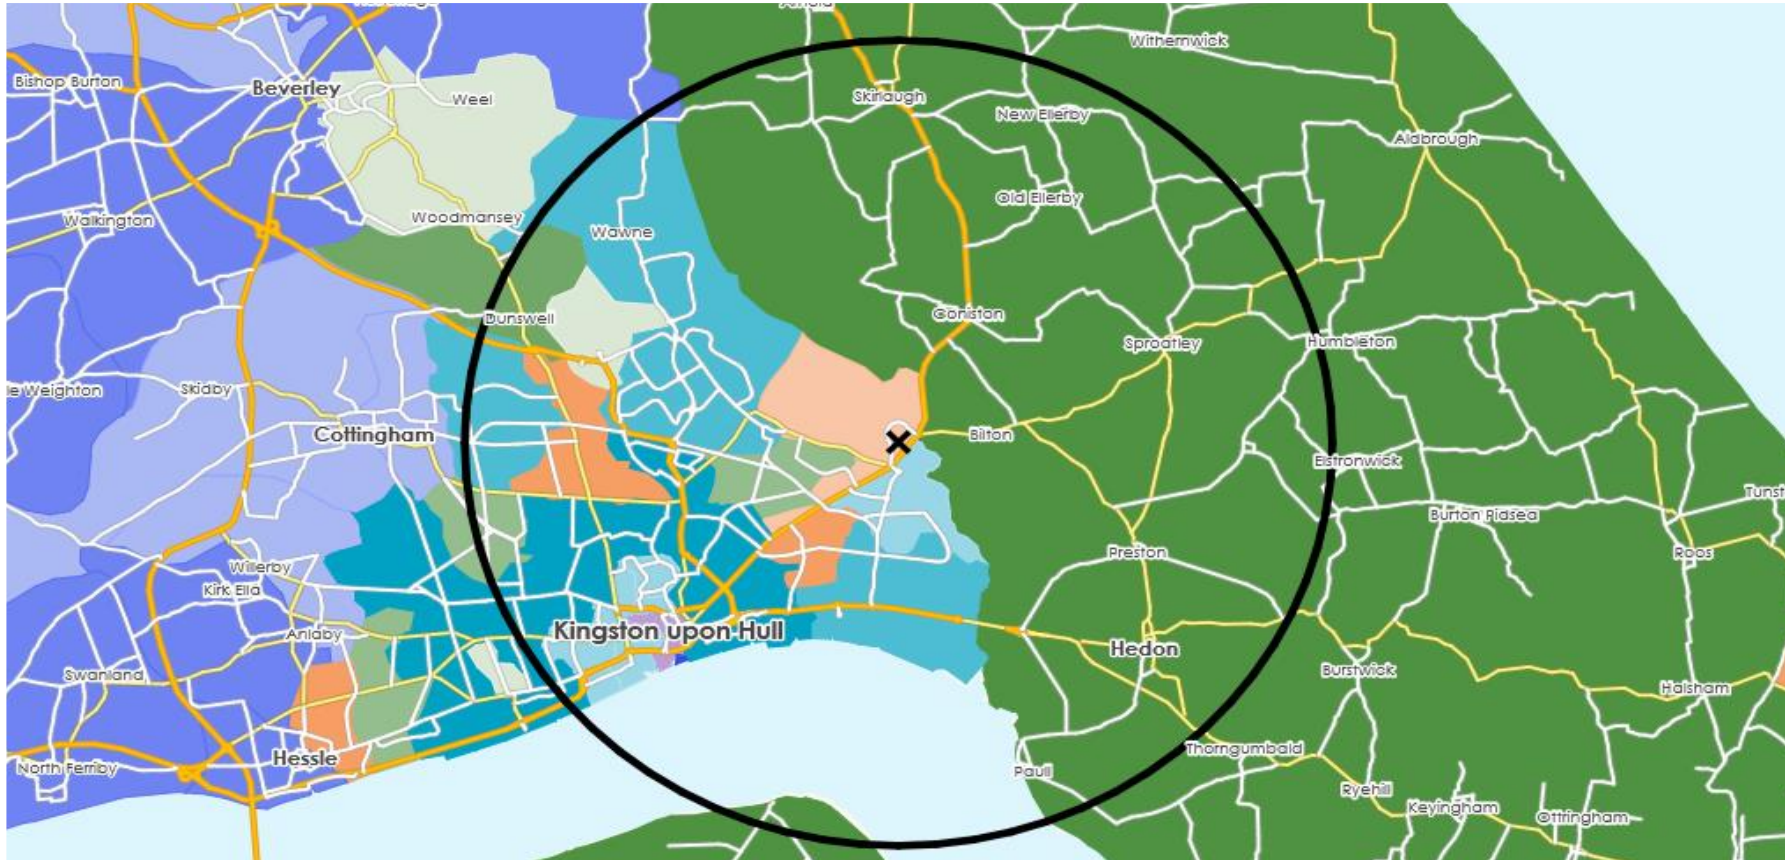 Arnold
Withernwick
Bishop Burton
Beverley
Weel
Skirlaugh
New Ellerby
Aldbrough
Old Ellerby
Walkington
Woodmansey
Wawne
Dunswell
Coniston
Sproatley
Humbleton
le Weighton
Skidby
Cottingham
Bilton
Elstronwick
Tunst
Burton Pidsea
Preston
Roos
Willerby
Kirk Ella
Anlaby
Kingston upon Hull
Hedon
Swanland
Burstwick
Halsham
Hessle
Thorngumbald
North Ferriby
Paull
Ryehill
Keyingham
Ottringham